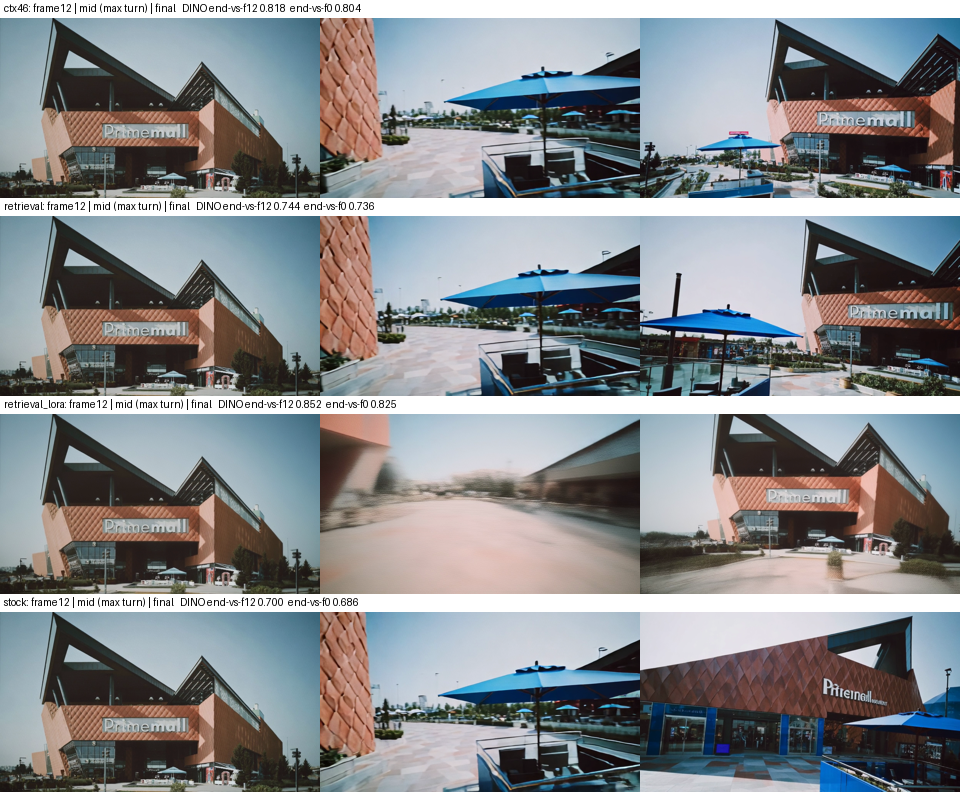 ctx46: frame12 | mid (max turn) | final  DINO end-vs-f12 0.818  end-vs-f0 0.804
Primemall
Primemall
retrieval: frame12 | mid (max turn) | final  DINO end-vs-f12 0.744  end-vs-f0 0.736
Primemall
Primemall
retrieval_lora: frame12 | mid (max turn) | final  DINO end-vs-f12 0.852  end-vs-f0 0.825
Primemall
Primemall
stock: frame12 | mid (max turn) | final  DINO end-vs-f12 0.700  end-vs-f0 0.686
Primemall